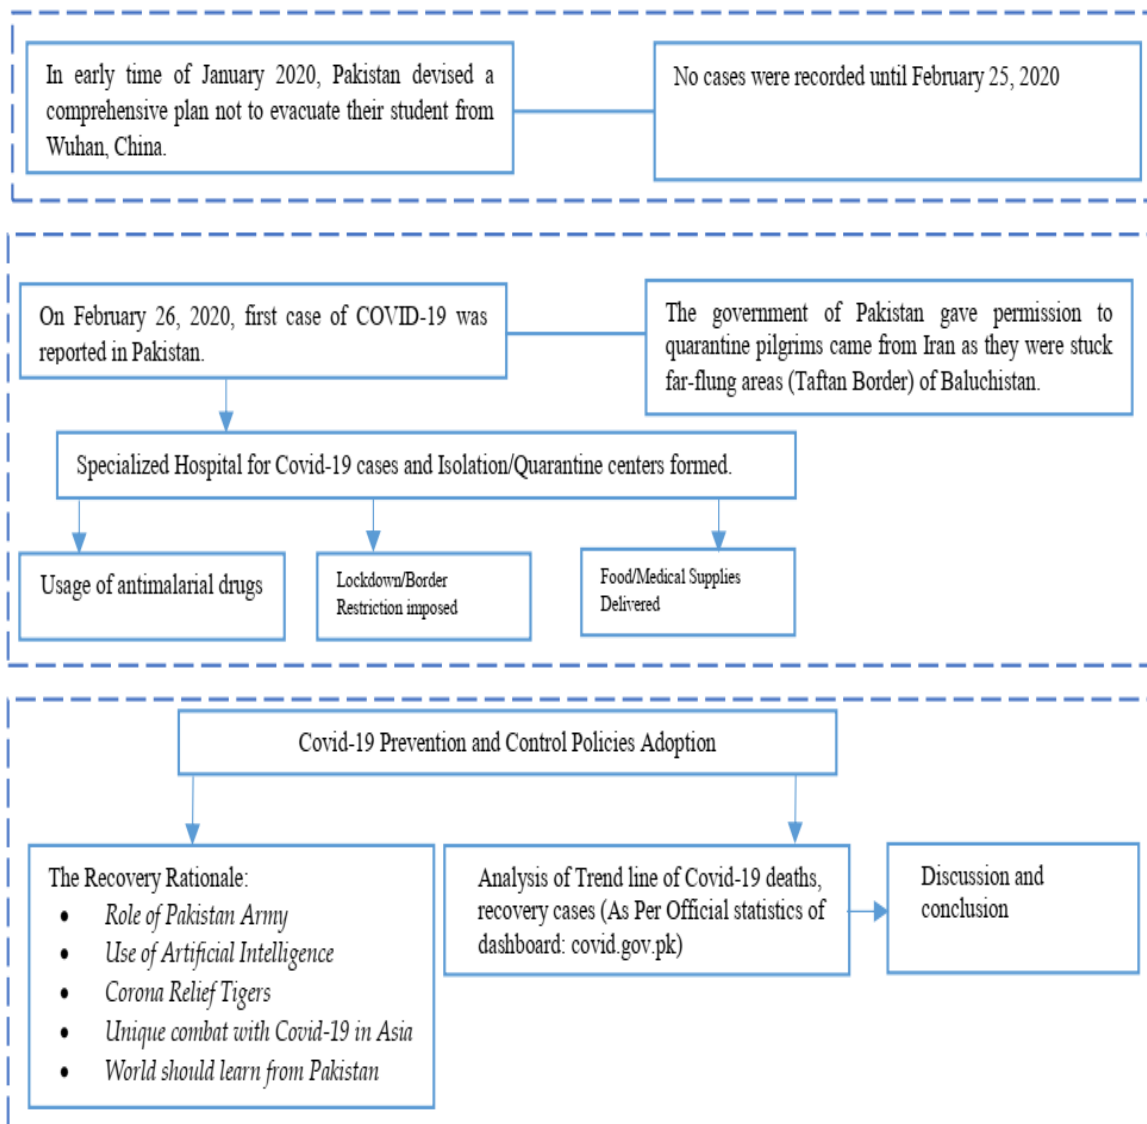 In early time of January 2020, Pakistan devised a
comprehensive plan not to evacuate their student from
Wuhan, China.
No cases were recorded until February 25, 2020
On February 26, 2020, first case of COVID-19 was
reported in Pakistan.
The government of Pakistan gave permission to
quarantine pilgrims came from Iran as they were stuck
far-flung areas (Taftan Border) of Baluchistan.
Specialized Hospital for Covid-19 cases and Isolation/Quarantine centers formed.
Usage of antimalarial drugs
Lockdown/Border
Restriction imposed
Food/Medical Supplies
Delivered
Covid-19 Prevention and Control Policies Adoption
The Recovery Rationale:
• Role of Pakistan Army
• Use of Artificial Intelligence
• Corona Relief Tigers
• Unique combat with Covid-19 in Asia
• World should learn from Pakistan
Analysis of Trend line of Covid-19 deaths,
recovery cases (As Per Official statistics of
dashboard: covid.gov.pk)
Discussion and
conclusion